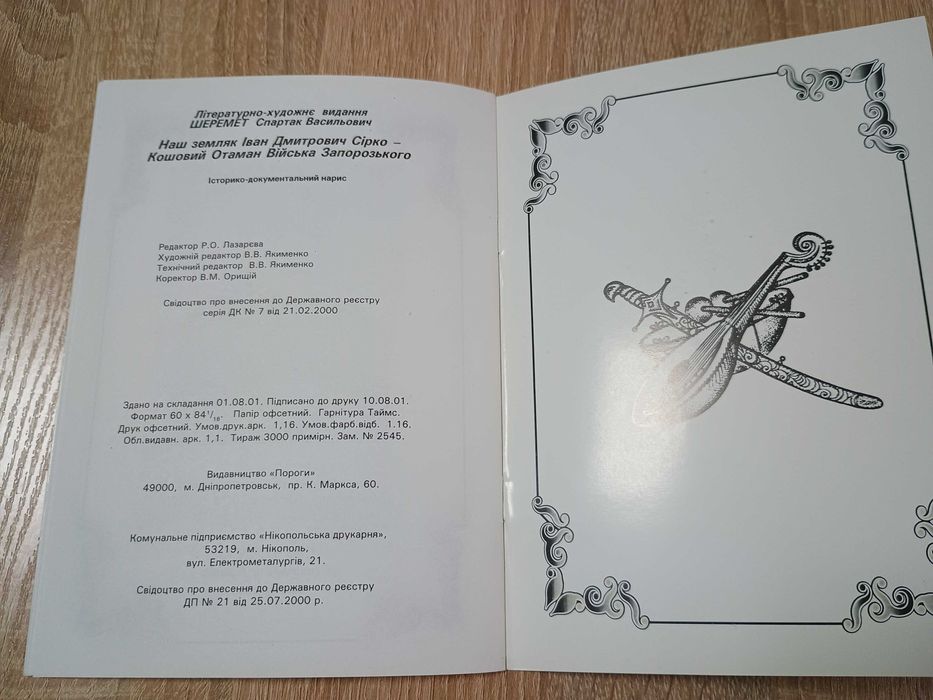 Літературно-художнє видання
ШЕРЕМЕТ Спартак Васильович
Наш земляк Іван Дмитрович Сірко –
Кошовий Отаман Війська Запорозького
Історико-документальний нарис
Редактор Р.О. Лазарєва
Художній редактор В.В. Якименко
Технічний редактор В.В. Якименко
Коректор В.М. Орищій
Свідоцтво про внесення до Державного реєстру
серія ДК № 7 від 21.02.2000
Здано на складання 01.08.01. Підписано до друку 10.08.01.
Формат 60 х 84¹/₁₆. Папір офсетний. Гарнітура Таймс.
Друк офсетний. Умов.друк.арк. 1,16. Умов.фарб.відб. 1.16.
Обл.видавн. арк. 1,1. Тираж 3000 примірн. Зам. № 2545.
Видавництво «Пороги»
49000, м. Дніпропетровськ, пр. К. Маркса, 60.
Комунальне підприємство «Нікопольська друкарня»,
53219, м. Нікополь,
вул. Електрометалургів, 21.
Свідоцтво про внесення до Державного реєстру
ДП № 21 від 25.07.2000 р.